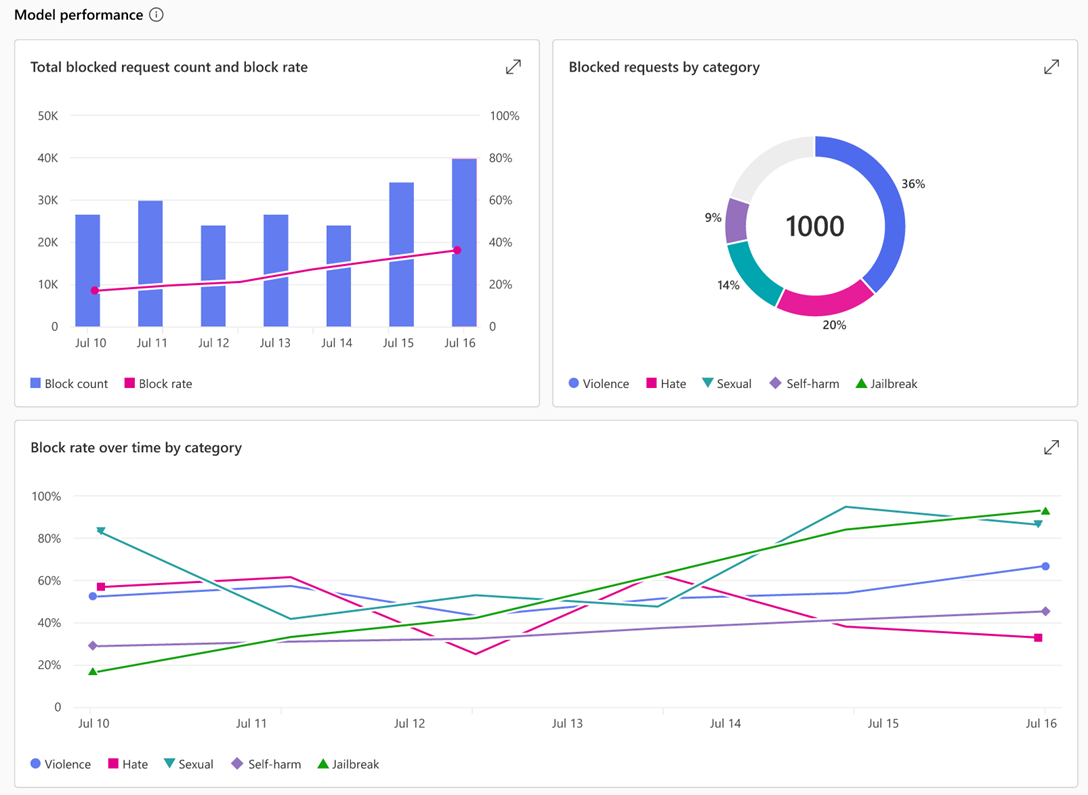 Model performance
Total blocked request count and block rate
50K 100%
40K 80%
30K 60%
20K 40%
10K 20%
0 0
Jul 10 Jul 11 Jul 12 Jul 13 Jul 14 Jul 15 Jul 16
Block count Block rate
Blocked requests by category
36%
9%
1000
14%
20%
Violence Hate Sexual Self-harm Jailbreak
Block rate over time by category
100%
80%
60%
40%
20%
0
Jul 10 Jul 11 Jul 12 Jul 13 Jul 14 Jul 15 Jul 16
Violence Hate Sexual Self-harm Jailbreak